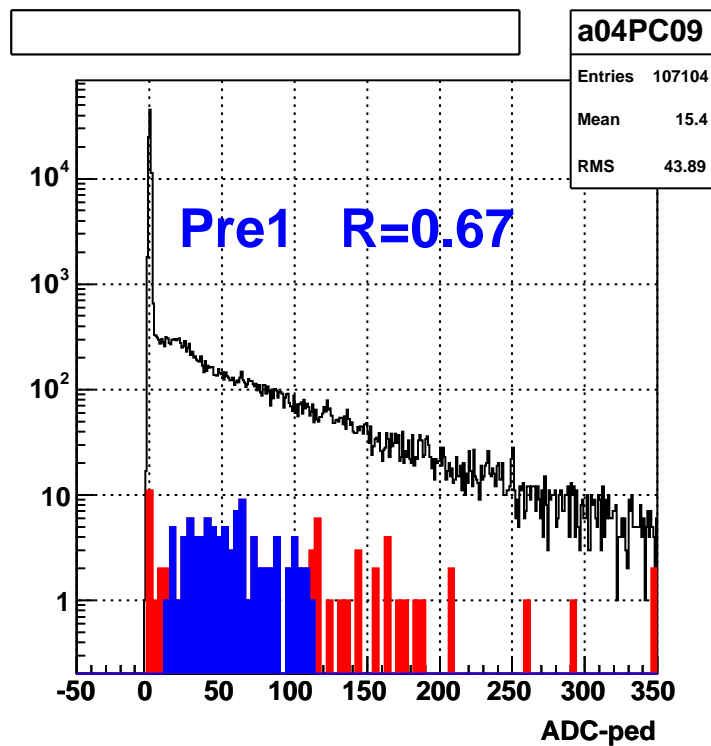 a04PC09
Entries 107104
Mean 15.4
RMS 43.89
Pre1 R=0.67
10^4
10^3
10^2
10
1
-50 0 50 100 150 200 250 300 350
ADC-ped